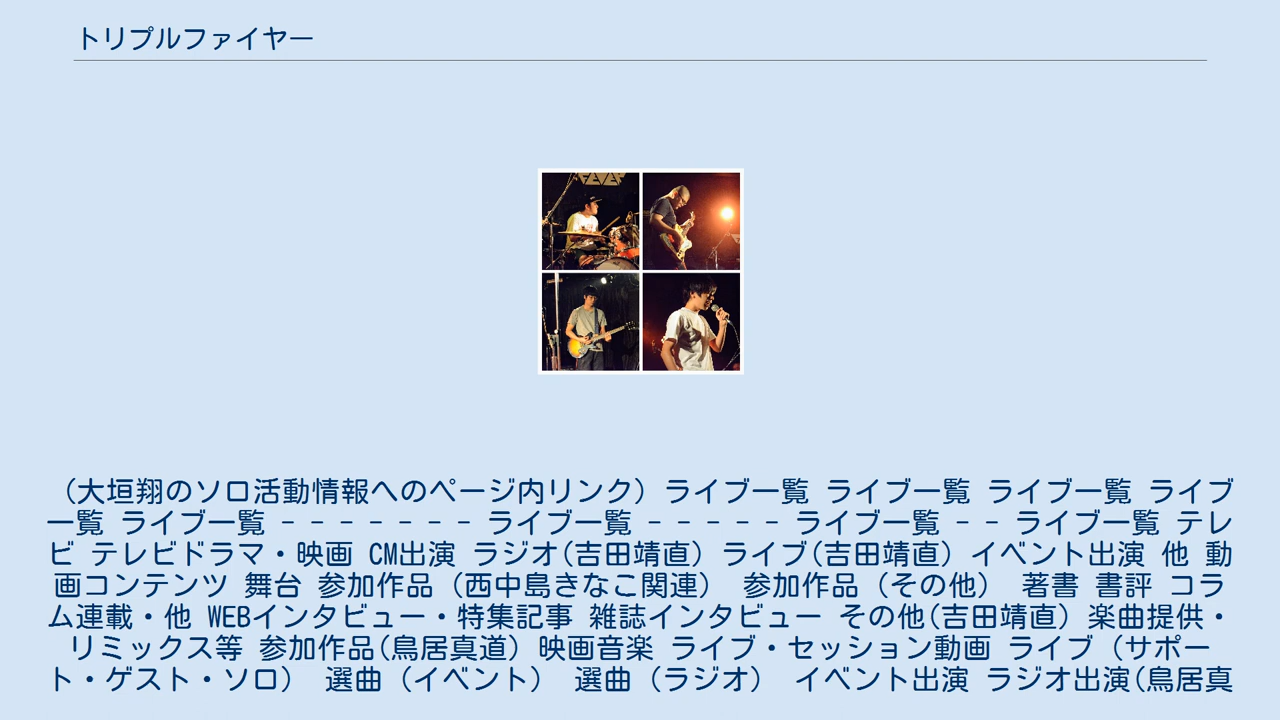 トリプルファイヤー
FEVER
（大垣翔のソロ活動情報へのページ内リンク）ライブ一覧 ライブ一覧 ライブ一覧 ライブ
一覧 ライブ一覧 - - - - - - - ライブ一覧 - - - - - ライブ一覧 - - ライブ一覧 テレ
ビ テレビドラマ・映画 CM出演 ラジオ(吉田靖直) ライブ(吉田靖直) イベント出演 他 動
画コンテンツ 舞台 参加作品 (西中島きなこ関連) 参加作品 (その他) 著書 書評 コラ
ム連載・他 WEBインタビュー・特集記事 雑誌インタビュー その他(吉田靖直) 楽曲提供・
リミックス等 参加作品(鳥居真道) 映画音楽 ライブ・セッション動画 ライブ (サポー
ト・ゲスト・ソロ) 選曲 (イベント) 選曲 (ラジオ) イベント出演 ラジオ出演(鳥居真